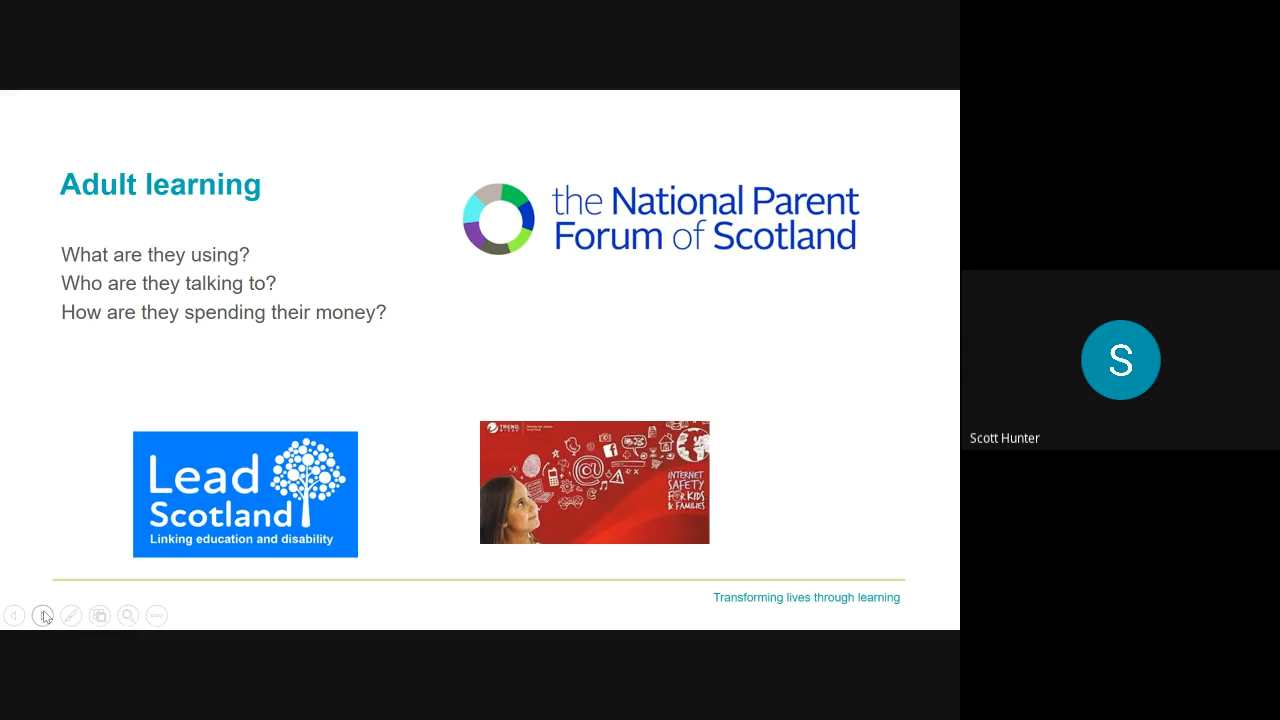 Adult learning
the National Parent
Forum of Scotland
What are they using?
Who are they talking to?
How are they spending their money?
Lead
Scotland
Linking education and disability
TREND
MICRO
INTERNET
SAFETY
FOR KIDS
& FAMILIES
Transforming lives through learning
S
Scott Hunter